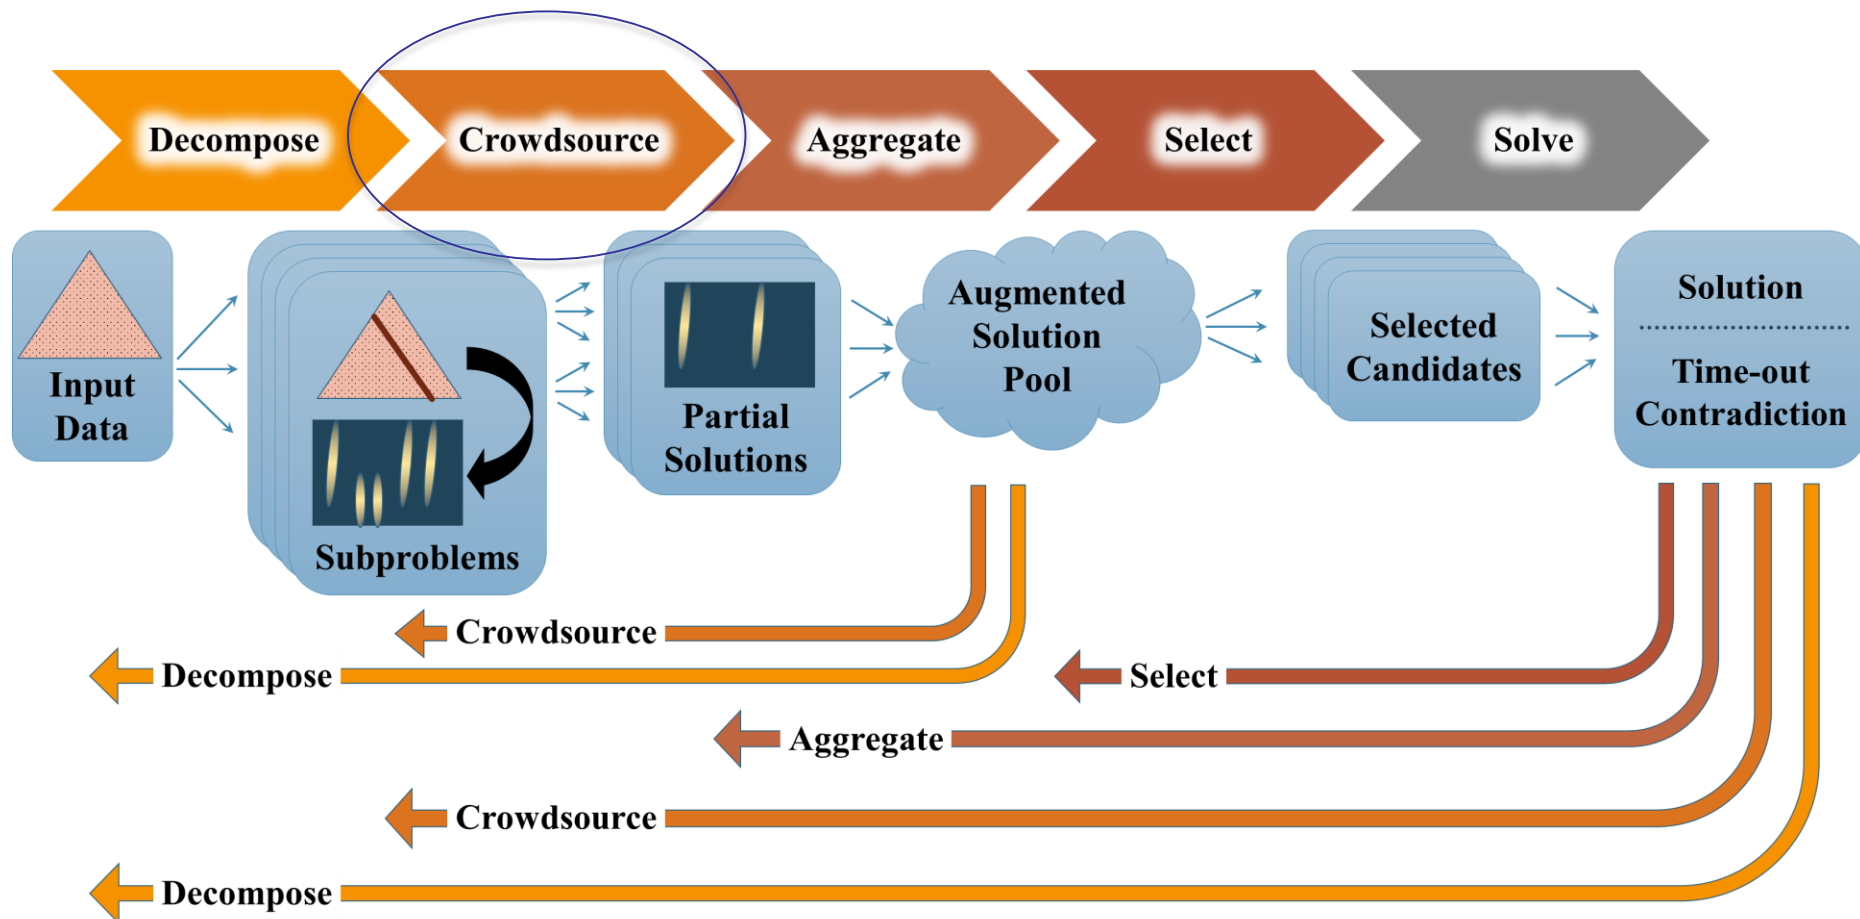 Decompose
Crowdsource
Aggregate
Select
Solve
Input
Data
Subproblems
Partial
Solutions
Augmented
Solution
Pool
Selected
Candidates
Solution
Time-out
Contradiction
Crowdsource
Decompose
Select
Aggregate
Crowdsource
Decompose